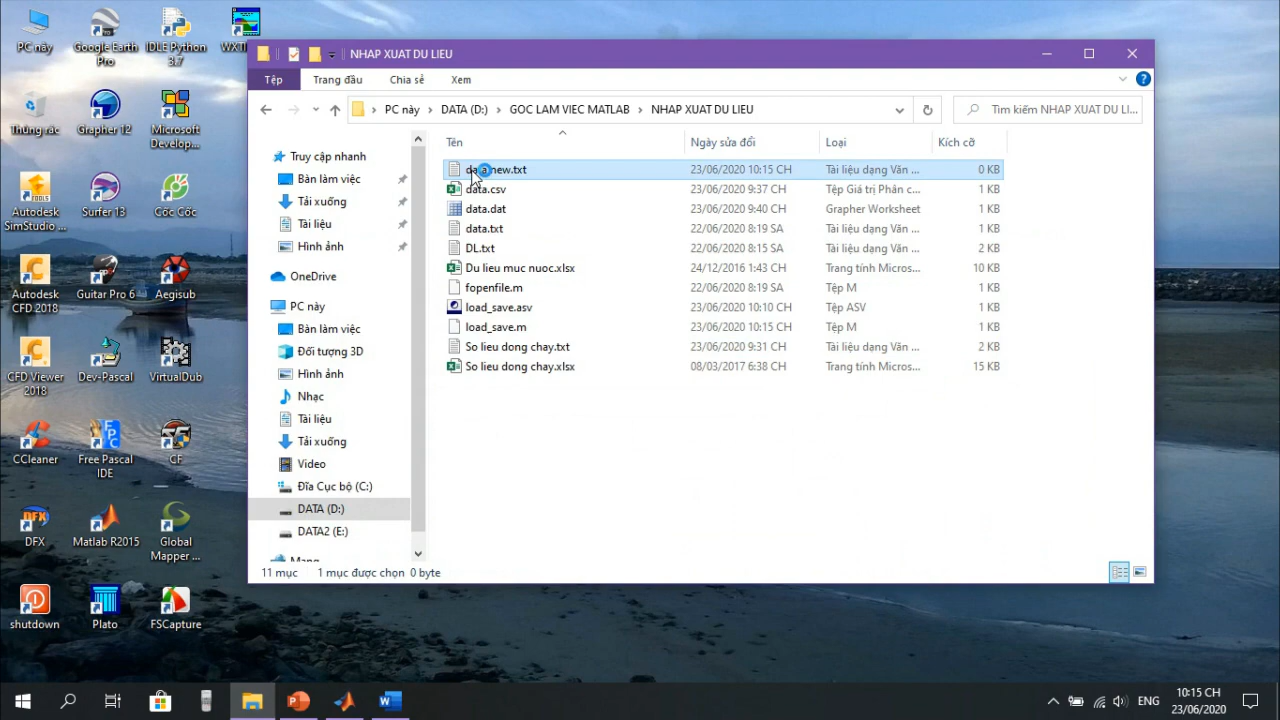 PC này
Google Earth Pro
IDLE Python 3.7
Thùng rác
Grapher 12
Microsoft Develop...
Autodesk SimStudio ...
Surfer 13
Cốc Cốc
Autodesk CFD 2018
Guitar Pro 6
Aegisub
CFD Viewer 2018
Dev-Pascal
VirtualDub
CCleaner
Free Pascal IDE
CF
DFX
Matlab R2015
Global Mapper ...
shutdown
Plato
FSCapture
NHAP XUAT DU LIEU
Tệp
Trang đầu
Chia sẻ
Xem
PC này > DATA (D:) > GOC LAM VIEC MATLAB > NHAP XUAT DU LIEU
Tìm kiếm NHAP XUAT DU LI...
Truy cập nhanh
Bàn làm việc
Tải xuống
Tài liệu
Hình ảnh
OneDrive
PC này
Bàn làm việc
Đối tượng 3D
Hình ảnh
Nhạc
Tài liệu
Tải xuống
Video
Đĩa Cục bộ (C:)
DATA (D:)
DATA2 (E:)
Mạng
Tên Ngày sửa đổi Loại Kích cỡ
23/06/2020 10:15 CH Tài liệu dạng Văn ... 0 KB
data.csv 23/06/2020 9:37 CH Tệp Giá trị Phân c... 1 KB
data.dat 23/06/2020 9:40 CH Grapher Worksheet 1 KB
data.txt 22/06/2020 8:19 SA Tài liệu dạng Văn ... 1 KB
DL.txt 22/06/2020 8:15 SA Tài liệu dạng Văn ... 2 KB
Du lieu muc nuoc.xlsx 24/12/2016 1:43 CH Trang tính Micros... 10 KB
fopenfile.m 22/06/2020 8:19 SA Tệp M 1 KB
load_save.asv 23/06/2020 10:10 CH Tệp ASV 1 KB
load_save.m 23/06/2020 10:15 CH Tệp M 1 KB
So lieu dong chay.txt 23/06/2020 9:31 CH Tài liệu dạng Văn ... 2 KB
So lieu dong chay.xlsx 08/03/2017 6:38 CH Trang tính Micros... 15 KB
11 mục 1 mục được chọn 0 byte
ENG
10:15 CH
23/06/2020